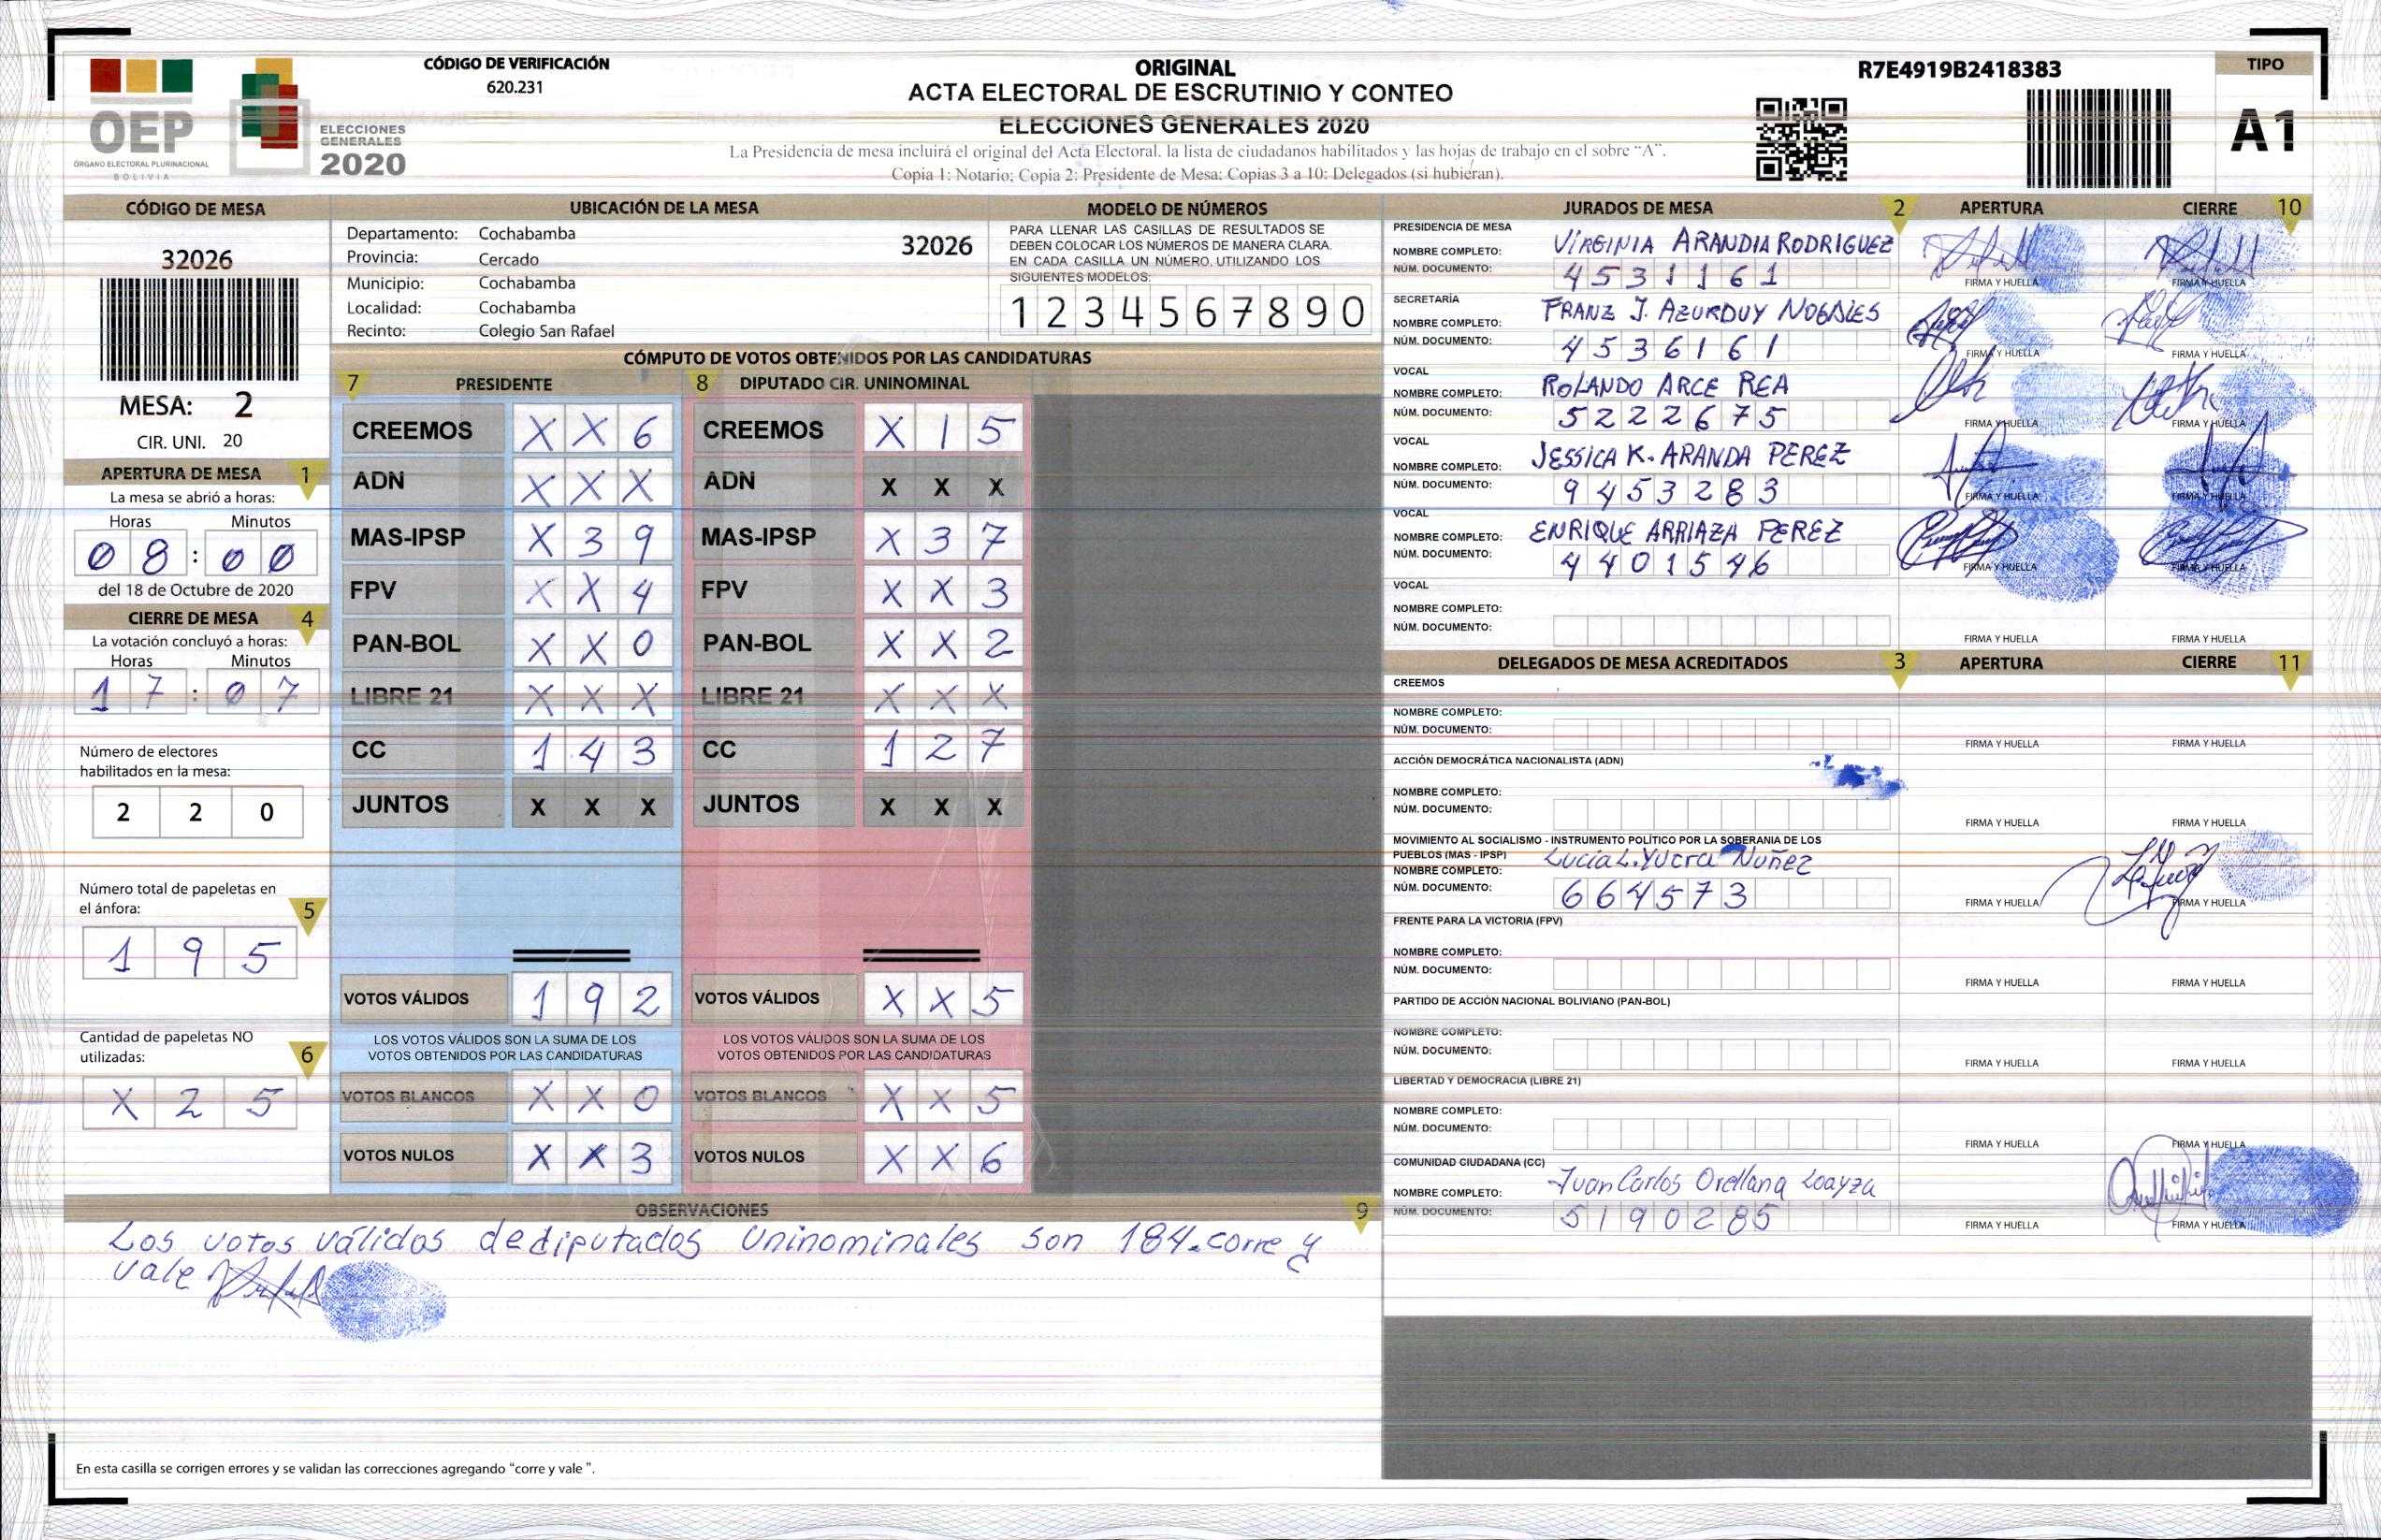 CÓDIGO DE VERIFICACIÓN
620.231
OEP
ÓRGANO ELECTORAL PLURINACIONAL
BOLIVIA
ELECCIONES
GENERALES
2020
ORIGINAL
ACTA ELECTORAL DE ESCRUTINIO Y CONTEO
ELECCIONES GENERALES 2020
La Presidencia de mesa incluirá el original del Acta Electoral, la lista de ciudadanos habilitados y las hojas de trabajo en el sobre “A”.
Copia 1: Notario; Copia 2: Presidente de Mesa; Copias 3 a 10: Delegados (si hubieran).
R7E4919B2418383
TIPO
A1
CÓDIGO DE MESA
32026
MESA: 2
CIR. UNI. 20
APERTURA DE MESA 1
La mesa se abrió a horas:
Horas Minutos
08:00
del 18 de Octubre de 2020
CIERRE DE MESA 4
La votación concluyó a horas:
Horas Minutos
17:07
Número de electores
habilitados en la mesa:
2 2 0
Número total de papeletas en
el ánfora:
5
1 9 5
Cantidad de papeletas NO
utilizadas:
6
X 2 5
UBICACIÓN DE LA MESA
Departamento: Cochabamba
32026
Provincia: Cercado
Municipio: Cochabamba
Localidad: Cochabamba
Recinto: Colegio San Rafael
MODELO DE NÚMEROS
PARA LLENAR LAS CASILLAS DE RESULTADOS SE
DEBEN COLOCAR LOS NÚMEROS DE MANERA CLARA.
EN CADA CASILLA UN NÚMERO, UTILIZANDO LOS
SIGUIENTES MODELOS:
1 2 3 4 5 6 7 8 9 0
CÓMPUTO DE VOTOS OBTENIDOS POR LAS CANDIDATURAS
7 PRESIDENTE 8 DIPUTADO CIR. UNINOMINAL
CREEMOS X X 6 CREEMOS X 1 5
ADN X X X ADN X X X
MAS-IPSP X 3 9 MAS-IPSP X 3 7
FPV X X 4 FPV X X 3
PAN-BOL X X 0 PAN-BOL X X 2
LIBRE 21 X X X LIBRE 21 X X X
CC 1 4 3 CC 1 2 7
JUNTOS X X X JUNTOS X X X
VOTOS VÁLIDOS 1 9 2 VOTOS VÁLIDOS X X 5
LOS VOTOS VÁLIDOS SON LA SUMA DE LOS LOS VOTOS VÁLIDOS SON LA SUMA DE LOS
VOTOS OBTENIDOS POR LAS CANDIDATURAS VOTOS OBTENIDOS POR LAS CANDIDATURAS
VOTOS BLANCOS X X 0 VOTOS BLANCOS X X 5
VOTOS NULOS X X 3 VOTOS NULOS X X 6
OBSERVACIONES 9
Los votos válidos de diputados Uninominales son 184. corre y
vale
En esta casilla se corrigen errores y se validan las correcciones agregando “corre y vale ”.
JURADOS DE MESA 2 APERTURA CIERRE 10
PRESIDENCIA DE MESA
NOMBRE COMPLETO: VIRGINIA ARANDIA RODRIGUEZ
NÚM. DOCUMENTO: 4531161
FIRMA Y HUELLA FIRMA Y HUELLA
SECRETARÍA
NOMBRE COMPLETO: FRANZ J. AZURDUY NOGALES
NÚM. DOCUMENTO: 4536161
FIRMA Y HUELLA FIRMA Y HUELLA
VOCAL
NOMBRE COMPLETO: ROLANDO ARCE REA
NÚM. DOCUMENTO: 5222675
FIRMA Y HUELLA FIRMA Y HUELLA
VOCAL
NOMBRE COMPLETO: JESSICA K. ARANDA PEREZ
NÚM. DOCUMENTO: 9453283
FIRMA Y HUELLA FIRMA Y HUELLA
VOCAL
NOMBRE COMPLETO: ENRIQUE ARRIAZA PEREZ
NÚM. DOCUMENTO: 4401546
FIRMA Y HUELLA FIRMA Y HUELLA
VOCAL
NOMBRE COMPLETO:
NÚM. DOCUMENTO:
FIRMA Y HUELLA FIRMA Y HUELLA
DELEGADOS DE MESA ACREDITADOS 3 APERTURA CIERRE 11
CREEMOS
NOMBRE COMPLETO:
NÚM. DOCUMENTO:
FIRMA Y HUELLA FIRMA Y HUELLA
ACCIÓN DEMOCRÁTICA NACIONALISTA (ADN)
NOMBRE COMPLETO:
NÚM. DOCUMENTO:
FIRMA Y HUELLA FIRMA Y HUELLA
MOVIMIENTO AL SOCIALISMO - INSTRUMENTO POLÍTICO POR LA SOBERANIA DE LOS
PUEBLOS (MAS - IPSP)
NOMBRE COMPLETO: Lucia L. Yucra Nuñez
NÚM. DOCUMENTO: 664573
FIRMA Y HUELLA FIRMA Y HUELLA
FRENTE PARA LA VICTORIA (FPV)
NOMBRE COMPLETO:
NÚM. DOCUMENTO:
FIRMA Y HUELLA FIRMA Y HUELLA
PARTIDO DE ACCIÓN NACIONAL BOLIVIANO (PAN-BOL)
NOMBRE COMPLETO:
NÚM. DOCUMENTO:
FIRMA Y HUELLA FIRMA Y HUELLA
LIBERTAD Y DEMOCRACIA (LIBRE 21)
NOMBRE COMPLETO:
NÚM. DOCUMENTO:
FIRMA Y HUELLA FIRMA Y HUELLA
COMUNIDAD CIUDADANA (CC)
NOMBRE COMPLETO: Juan Carlos Orellana Loayza
NÚM. DOCUMENTO: 5190285
FIRMA Y HUELLA FIRMA Y HUELLA